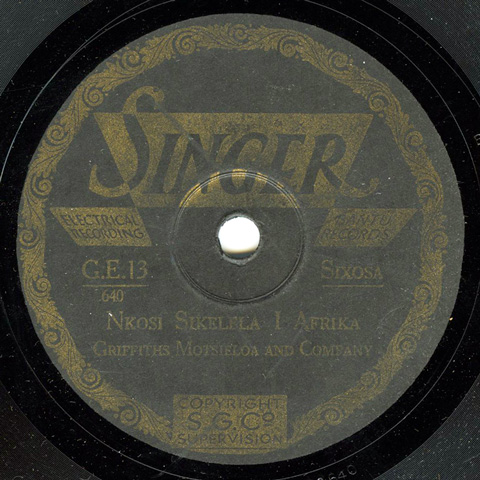 SINGER
ELECTRICAL RECORDING
BANTU RECORDS
G.E.13.
SIXOSA
640
NKOSI SIKELELA I AFRIKA
GRIFFITHS MOTSIELOA AND COMPANY
COPYRIGHT
S.G.Co
SUPERVISION